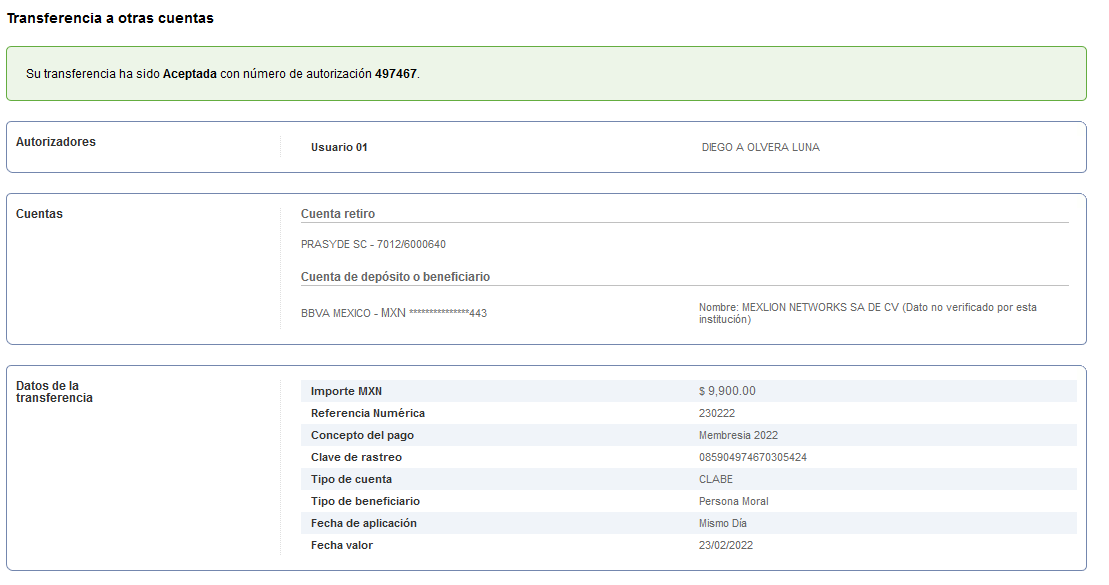 Transferencia a otras cuentas
Su transferencia ha sido Aceptada con número de autorización 497467.
Autorizadores
Usuario 01 DIEGO A OLVERA LUNA
Cuentas
Cuenta retiro
PRASYDE SC - 7012/6000640
Cuenta de depósito o beneficiario
BBVA MEXICO - MXN ***************443
Nombre: MEXLION NETWORKS SA DE CV (Dato no verificado por esta
institución)
Datos de la
transferencia
Importe MXN $ 9,900.00
Referencia Numérica 230222
Concepto del pago Membresia 2022
Clave de rastreo 085904974670305424
Tipo de cuenta CLABE
Tipo de beneficiario Persona Moral
Fecha de aplicación Mismo Día
Fecha valor 23/02/2022